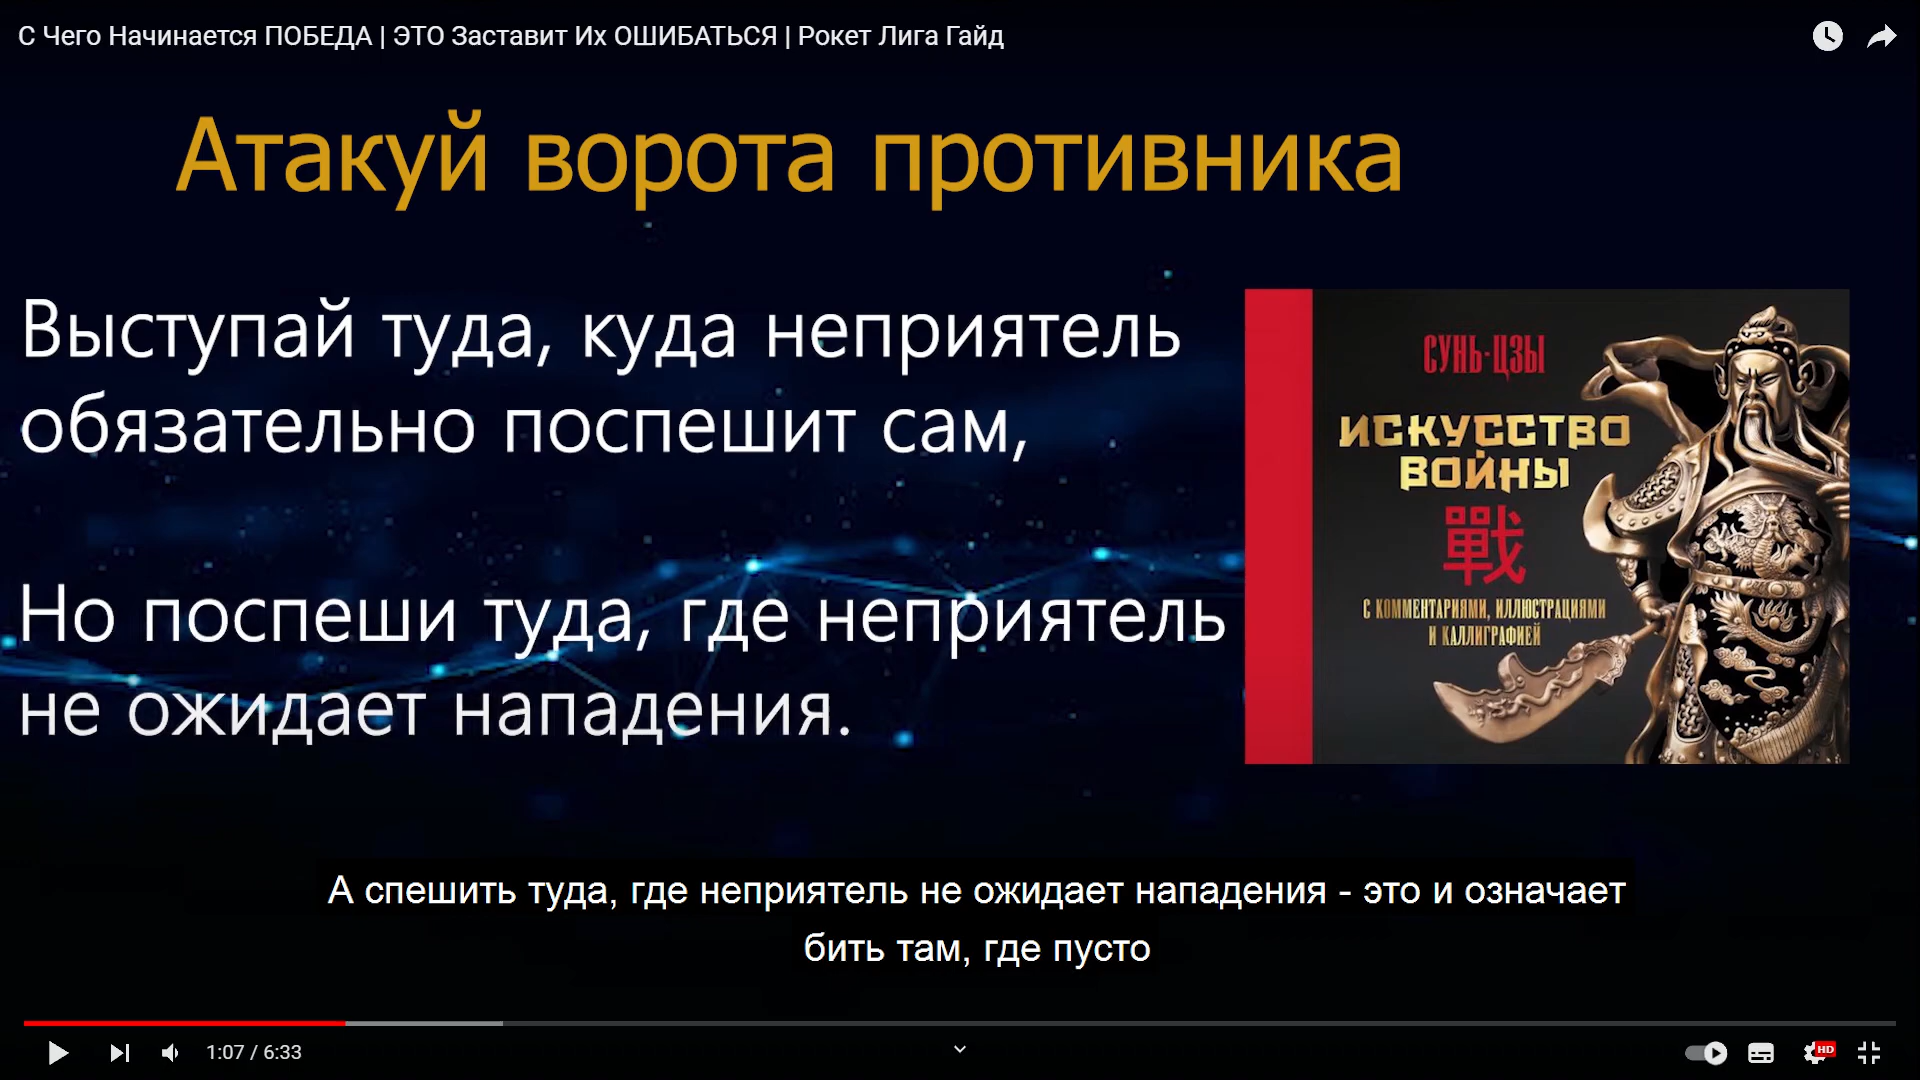 С Чего Начинается ПОБЕДА | ЭТО Заставит Их ОШИБАТЬСЯ | Рокет Лига Гайд
Атакуй ворота противника
Выступай туда, куда неприятель
обязательно поспешит сам,
Но поспеши туда, где неприятель
не ожидает нападения.
СУНЬ-ЦЗЫ
ИСКУССТВО
ВОЙНЫ
戰
С КОММЕНТАРИЯМИ, ИЛЛЮСТРАЦИЯМИ
И КАЛЛИГРАФИЕЙ
А спешить туда, где неприятель не ожидает нападения - это и означает
бить там, где пусто
1:07 / 6:33
HD